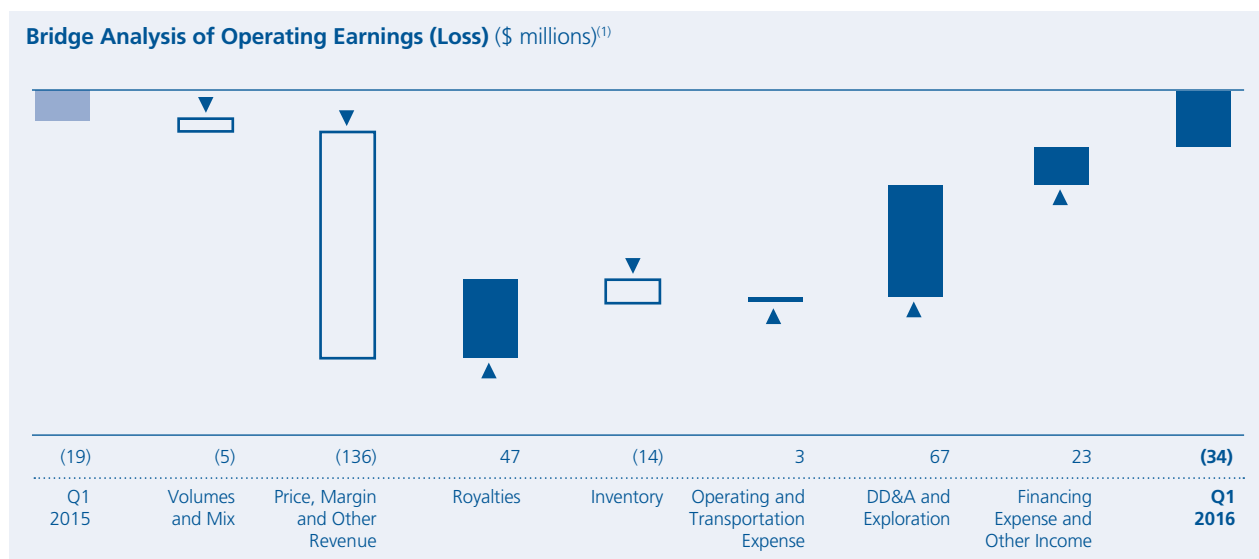 Bridge Analysis of Operating Earnings (Loss) ($ millions)(1)
(19) (5) (136) 47 (14) 3 67 23 (34)
Q1 2015
Volumes and Mix
Price, Margin and Other Revenue
Royalties
Inventory
Operating and Transportation Expense
DD&A and Exploration
Financing Expense and Other Income
Q1 2016